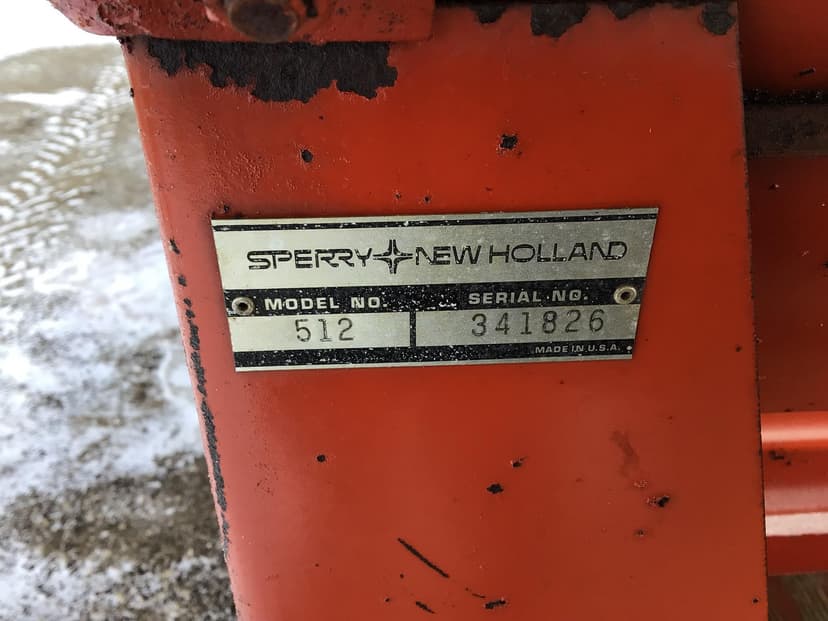 SPERRY NEW HOLLAND
MODEL NO. SERIAL NO.
512 341826
MADE IN U.S.A.